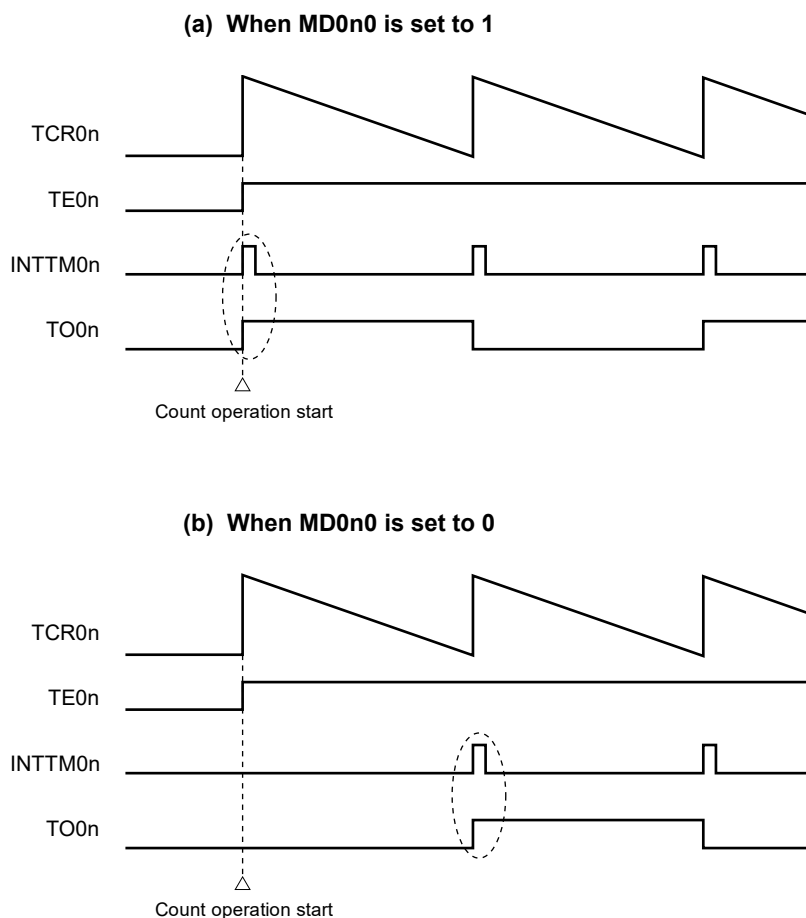 (a) When MD0n0 is set to 1
TCR0n
TE0n
INTTM0n
TO0n
Count operation start
(b) When MD0n0 is set to 0
TCR0n
TE0n
INTTM0n
TO0n
Count operation start